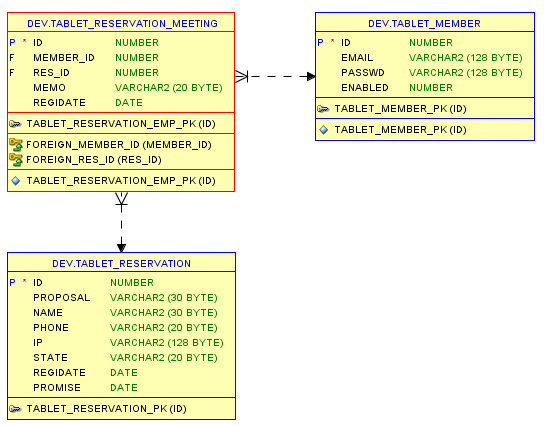 DEV.TABLET_RESERVATION_MEETING
P * ID NUMBER
F MEMBER_ID NUMBER
F RES_ID NUMBER
MEMO VARCHAR2 (20 BYTE)
REGIDATE DATE
TABLET_RESERVATION_EMP_PK (ID)
FOREIGN_MEMBER_ID (MEMBER_ID)
FOREIGN_RES_ID (RES_ID)
TABLET_RESERVATION_EMP_PK (ID)
DEV.TABLET_MEMBER
P * ID NUMBER
EMAIL VARCHAR2 (128 BYTE)
PASSWD VARCHAR2 (128 BYTE)
ENABLED NUMBER
TABLET_MEMBER_PK (ID)
TABLET_MEMBER_PK (ID)
DEV.TABLET_RESERVATION
P * ID NUMBER
PROPOSAL VARCHAR2 (30 BYTE)
NAME VARCHAR2 (30 BYTE)
PHONE VARCHAR2 (20 BYTE)
IP VARCHAR2 (128 BYTE)
STATE VARCHAR2 (20 BYTE)
REGIDATE DATE
PROMISE DATE
TABLET_RESERVATION_PK (ID)